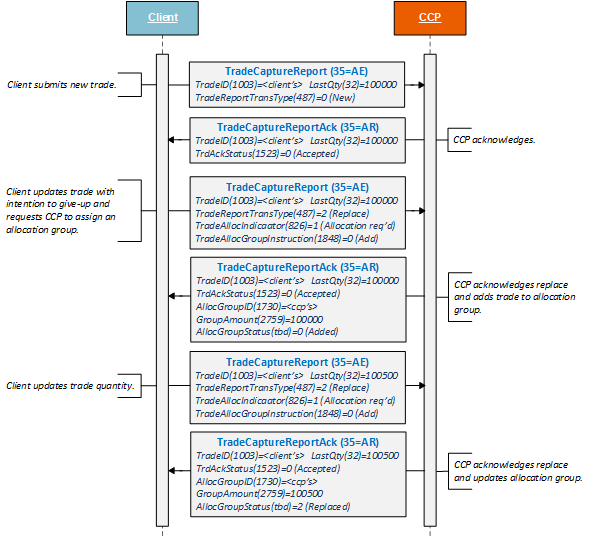 Client
CCP
TradeCaptureReport (35=AE)
TradeID(1003)=<client's> LastQty(32)=100000
TradeReportTransType(487)=0 (New)
Client submits new trade.
TradeCaptureReportAck (35=AR)
TradeID(1003)=<client's> LastQty(32)=100000
TrdAckStatus(1523)=0 (Accepted)
CCP acknowledges.
Client updates trade with
intention to give-up and
requests CCP to assign an
allocation group.
TradeCaptureReport (35=AE)
TradeID(1003)=<client's> LastQty(32)=100000
TradeReportTransType(487)=2 (Replace)
TradeAllocIndicaator(826)=1 (Allocation req'd)
TradeAllocGroupInstruction(1848)=0 (Add)
TradeCaptureReportAck (35=AR)
TradeID(1003)=<client's> LastQty(32)=100000
TrdAckStatus(1523)=0 (Accepted)
AllocGroupID(1730)=<ccp's>
GroupAmount(2759)=100000
AllocGroupStatus(tbd)=0 (Added)
CCP acknowledges replace
and adds trade to allocation
group.
Client updates trade quantity.
TradeCaptureReport (35=AE)
TradeID(1003)=<client's> LastQty(32)=100500
TradeReportTransType(487)=2 (Replace)
TradeAllocIndicaator(826)=1 (Allocation req'd)
TradeAllocGroupInstruction(1848)=0 (Add)
TradeCaptureReportAck (35=AR)
TradeID(1003)=<client's> LastQty(32)=100500
TrdAckStatus(1523)=0 (Accepted)
AllocGroupID(1730)=<ccp's>
GroupAmount(2759)=100500
AllocGroupStatus(tbd)=2 (Replaced)
CCP acknowledges replace
and updates allocation group.